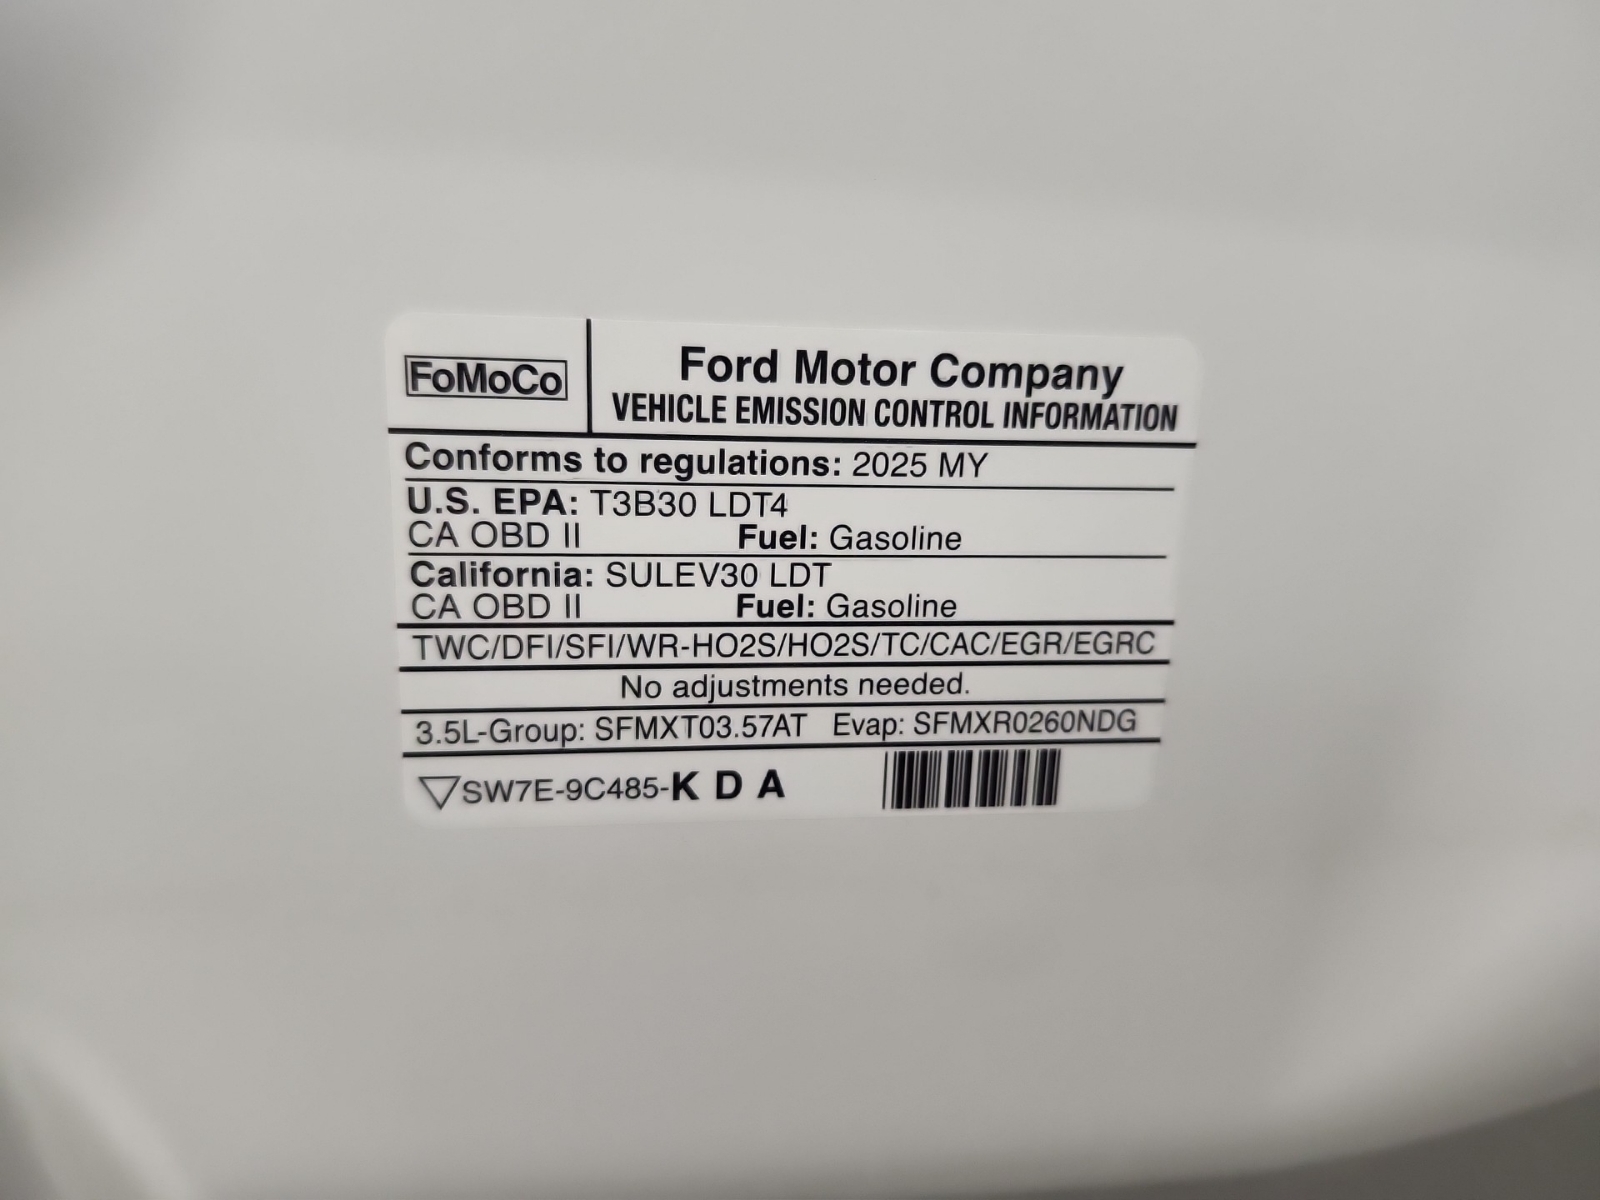 FoMoCo
Ford Motor Company
VEHICLE EMISSION CONTROL INFORMATION
Conforms to regulations: 2025 MY
U.S. EPA: T3B30 LDT4
CA OBD II Fuel: Gasoline
California: SULEV30 LDT
CA OBD II Fuel: Gasoline
TWC/DFI/SFI/WR-HO2S/HO2S/TC/CAC/EGR/EGRC
No adjustments needed.
3.5L-Group: SFMXT03.57AT Evap: SFMXR0260NDG
SW7E-9C485-K D A